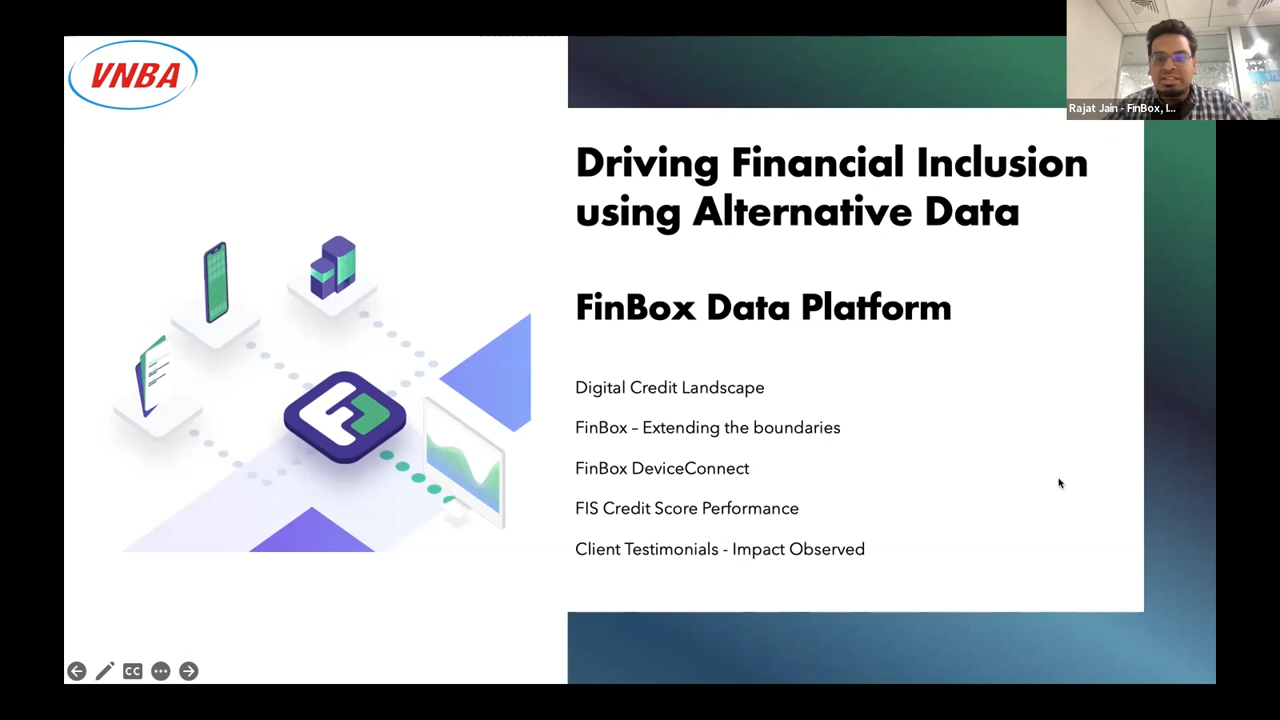 VNBA
Rajat Jain - FinBox, I...
Driving Financial Inclusion
using Alternative Data
FinBox Data Platform
Digital Credit Landscape
FinBox – Extending the boundaries
FinBox DeviceConnect
FIS Credit Score Performance
Client Testimonials - Impact Observed
CC